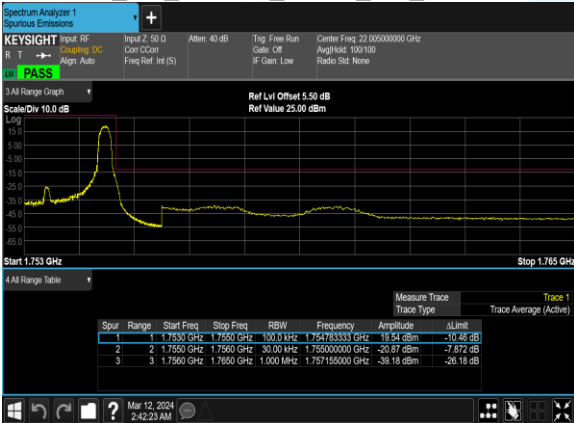 Spectrum Analyzer 1
Spurious Emissions
+
KEYSIGHT Input: RF Input Z: 50 Ω Atten: 40 dB Trig: Free Run Center Freq: 22.005000000 GHz
R T Coupling: DC Corr CCorr Gate: Off Avg|Hold: 100/100
Align: Auto Freq Ref: Int (S) IF Gain: Low Radio Std: None
PASS
3 All Range Graph
Ref Lvl Offset 5.50 dB
Scale/Div 10.0 dB Ref Value 25.00 dBm
Log
15.0
5.00
-5.00
-15.0
-25.0
-35.0
-45.0
-55.0
-65.0
Start 1.753 GHz Stop 1.765 GHz
4 All Range Table
Measure Trace Trace 1
Trace Type Trace Average (Active)
Spur Range Start Freq Stop Freq RBW Frequency Amplitude ΔLimit
1 1 1.7530 GHz 1.7550 GHz 100.0 kHz 1.754783333 GHz 19.54 dBm -10.46 dB
2 2 1.7550 GHz 1.7560 GHz 30.00 kHz 1.755000000 GHz -20.87 dBm -7.872 dB
3 3 1.7560 GHz 1.7650 GHz 1.000 MHz 1.757155000 GHz -39.18 dBm -26.18 dB
? Mar 12, 2024
2:42:23 AM